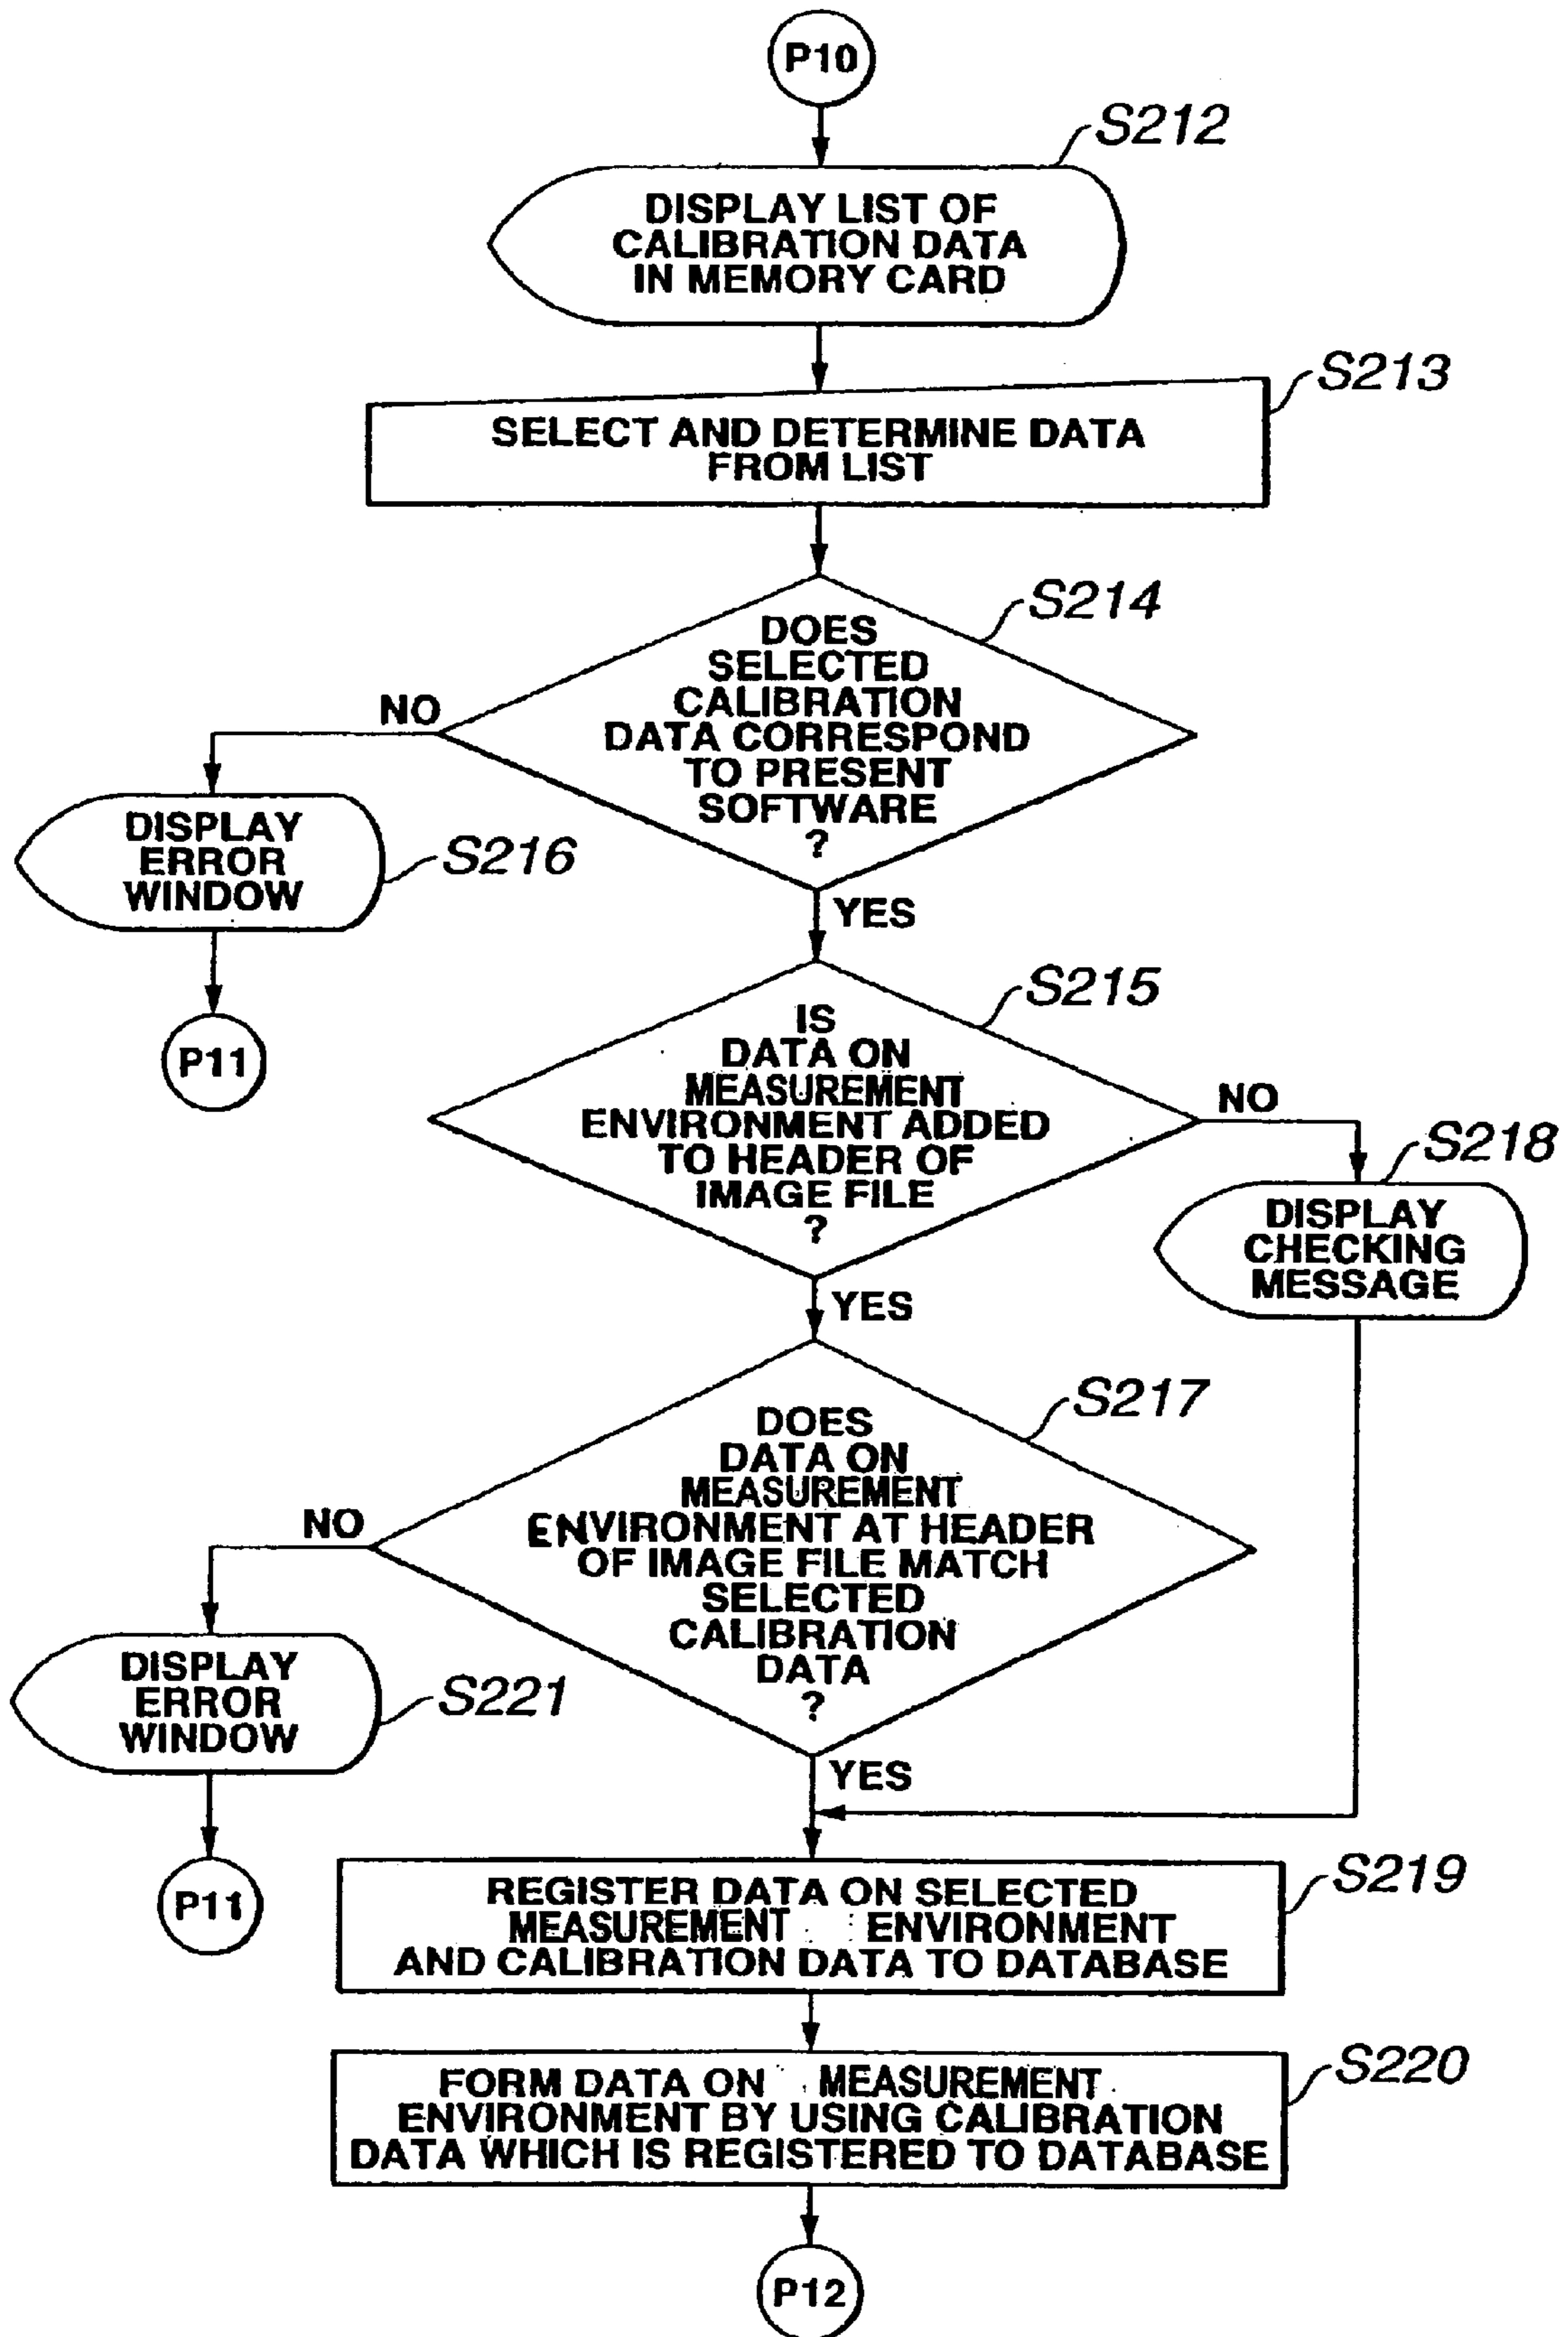 P10
S212
DISPLAY LIST OF
CALIBRATION DATA
IN MEMORY CARD
S213
SELECT AND DETERMINE DATA
FROM LIST
S214
DOES
SELECTED
CALIBRATION
DATA CORRESPOND
TO PRESENT
SOFTWARE
?
NO
DISPLAY
ERROR
WINDOW
S216
YES
P11
S215
IS
DATA ON
MEASUREMENT
ENVIRONMENT ADDED
TO HEADER OF
IMAGE FILE
?
NO
S218
DISPLAY
CHECKING
MESSAGE
YES
S217
DOES
DATA ON
MEASUREMENT
ENVIRONMENT AT HEADER
OF IMAGE FILE MATCH
SELECTED
CALIBRATION
DATA
?
NO
DISPLAY
ERROR
WINDOW
S221
YES
P11
S219
REGISTER DATA ON SELECTED
MEASUREMENT ENVIRONMENT
AND CALIBRATION DATA TO DATABASE
S220
FORM DATA ON MEASUREMENT
ENVIRONMENT BY USING CALIBRATION
DATA WHICH IS REGISTERED TO DATABASE
P12